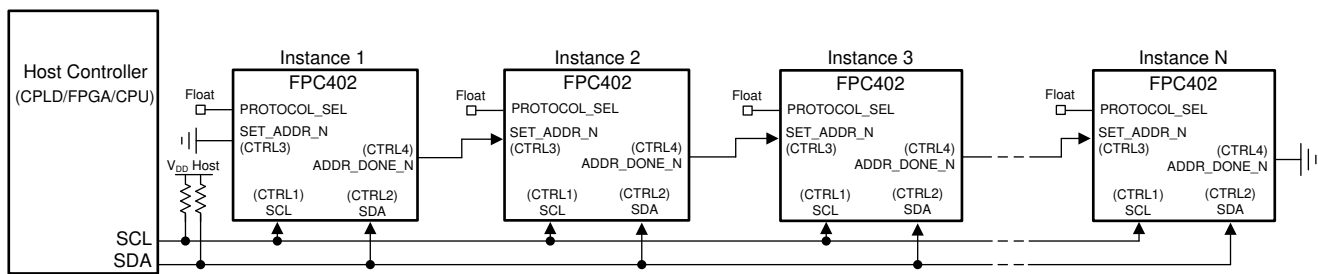 Host Controller
(CPLD/FPGA/CPU)
V_DD Host
SCL
SDA
Instance 1
FPC402
Float
PROTOCOL_SEL
SET_ADDR_N
(CTRL3)
(CTRL4)
ADDR_DONE_N
(CTRL1) (CTRL2)
SCL SDA
Instance 2
FPC402
Float
PROTOCOL_SEL
SET_ADDR_N
(CTRL3)
(CTRL4)
ADDR_DONE_N
(CTRL1) (CTRL2)
SCL SDA
Instance 3
FPC402
Float
PROTOCOL_SEL
SET_ADDR_N
(CTRL3)
(CTRL4)
ADDR_DONE_N
(CTRL1) (CTRL2)
SCL SDA
Instance N
FPC402
Float
PROTOCOL_SEL
SET_ADDR_N
(CTRL3)
(CTRL4)
ADDR_DONE_N
(CTRL1) (CTRL2)
SCL SDA